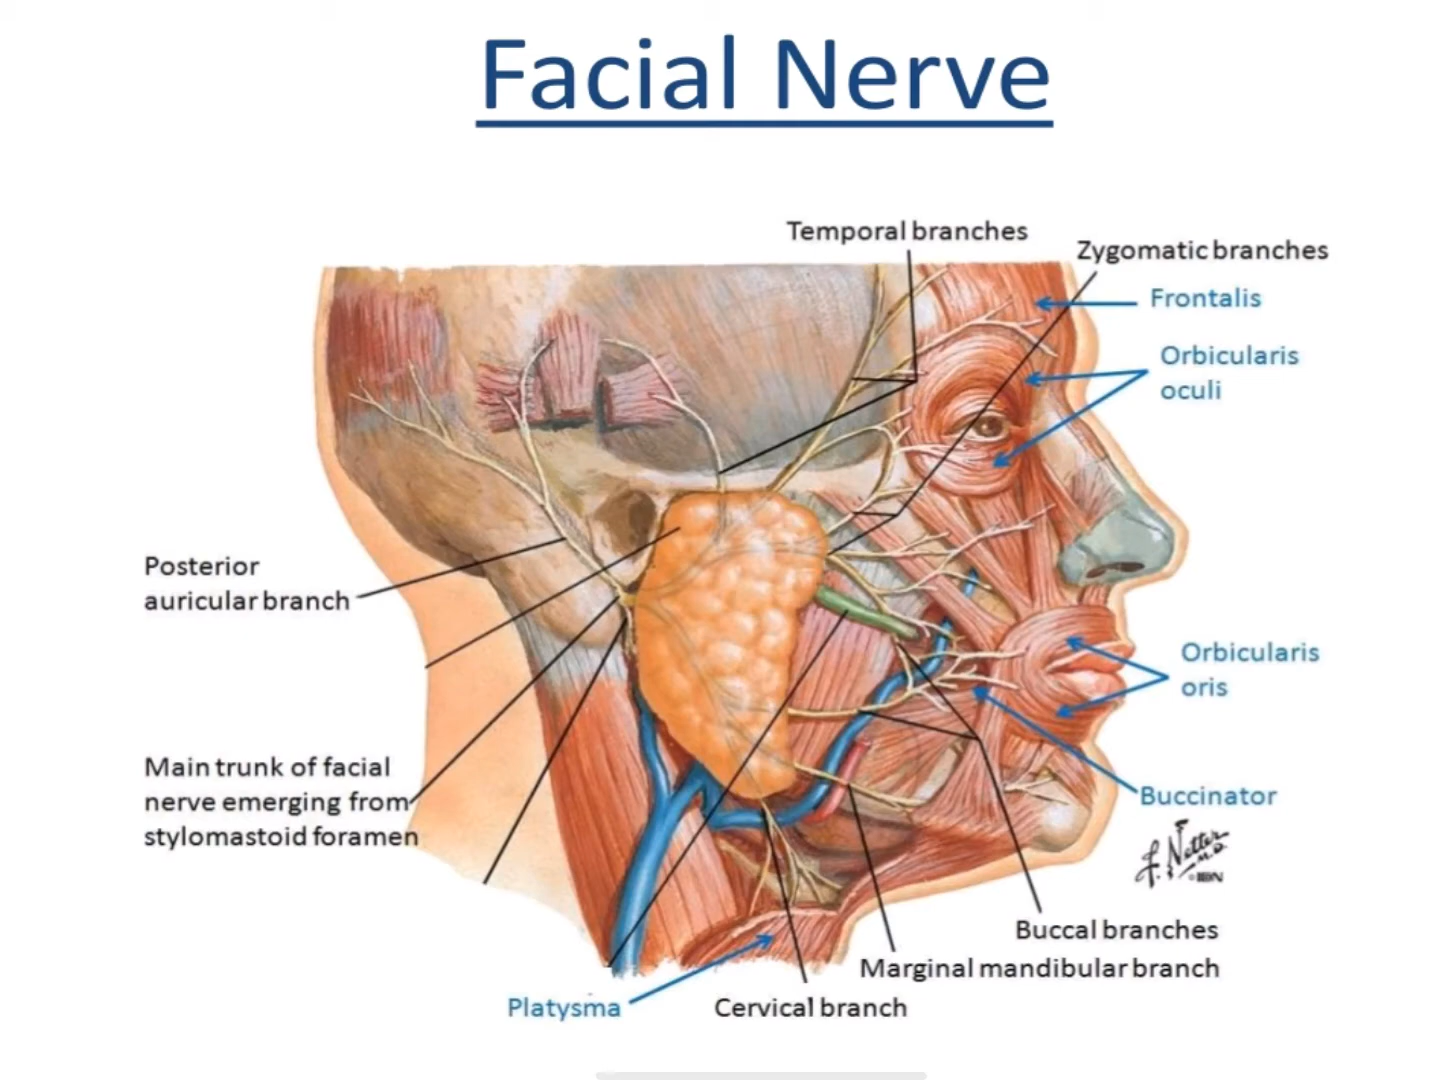 Facial Nerve
Temporal branches
Zygomatic branches
Frontalis
Orbicularis
oculi
Posterior
auricular branch
Orbicularis
oris
Main trunk of facial
nerve emerging from
stylomastoid foramen
Buccinator
F. Netter
M.D.
Buccal branches
Marginal mandibular branch
Platysma
Cervical branch